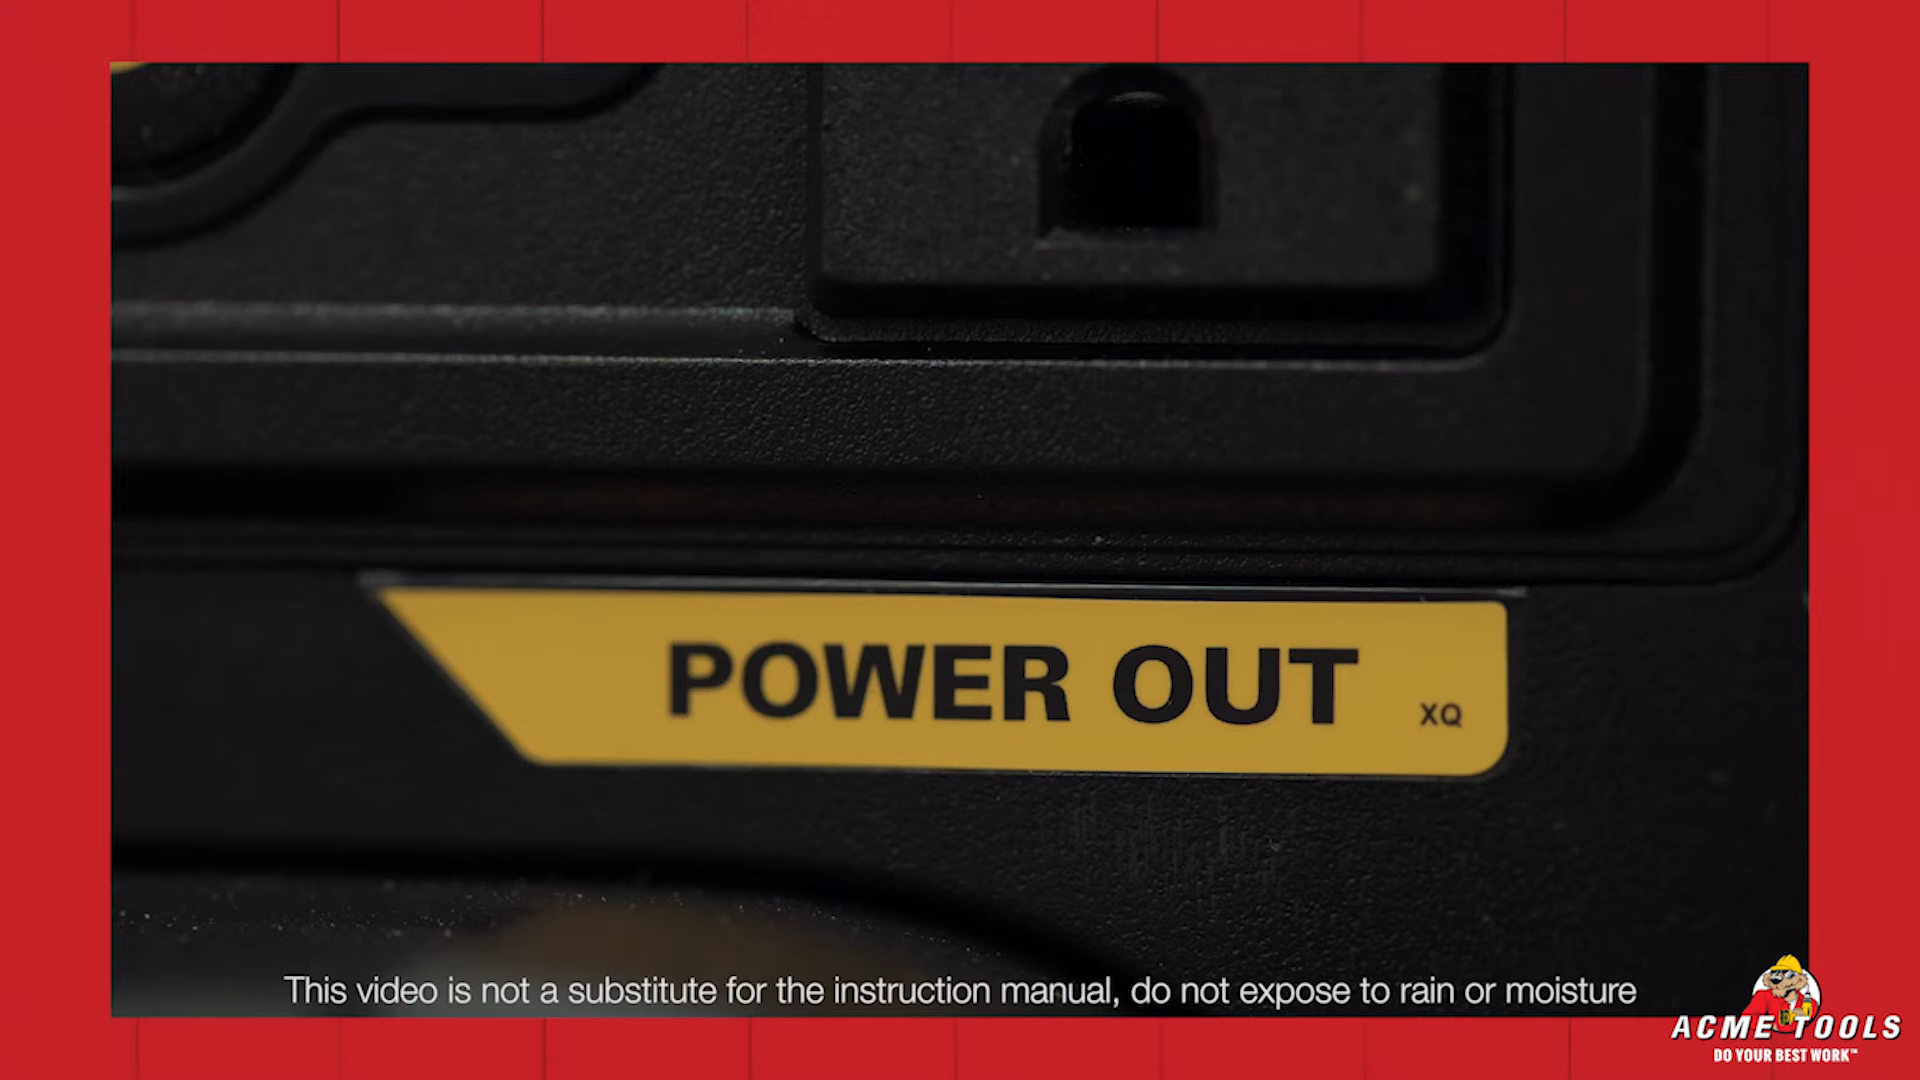 POWER OUT XQ
This video is not a substitute for the instruction manual, do not expose to rain or moisture
ACME TOOLS
DO YOUR BEST WORK™